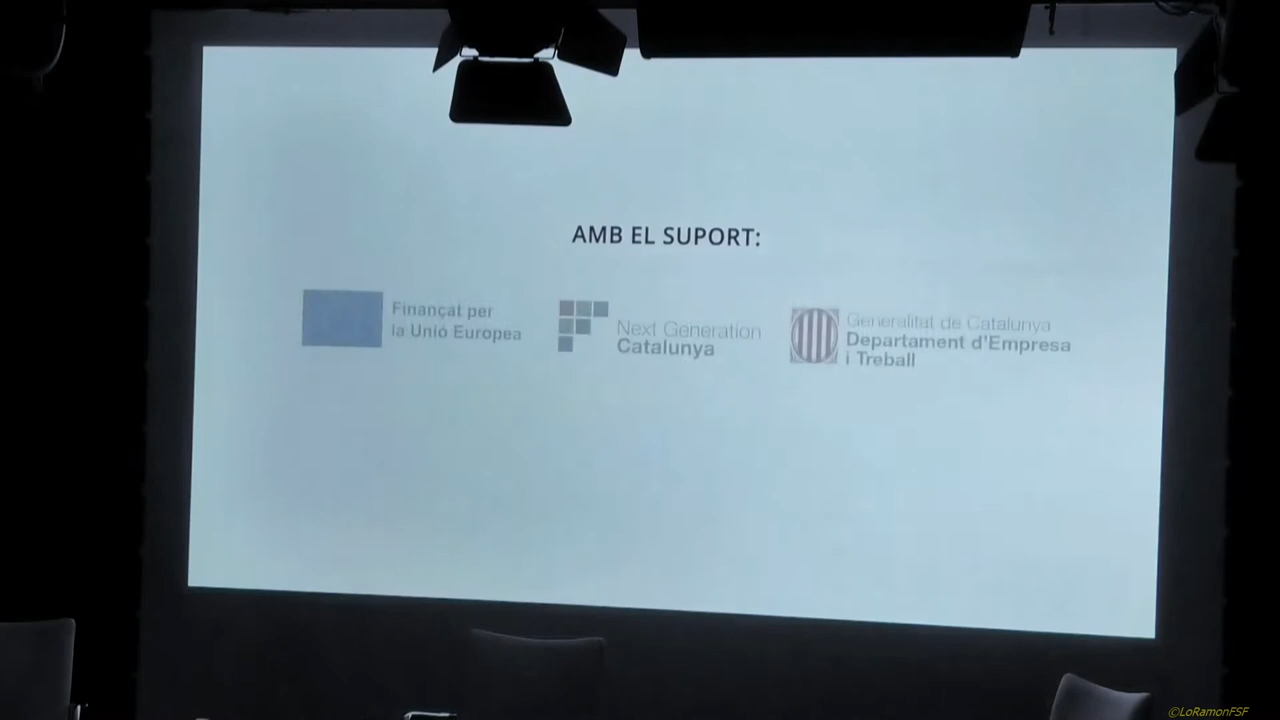 AMB EL SUPORT:
Finançat per
la Unió Europea
Next Generation
Catalunya
Generalitat de Catalunya
Departament d'Empresa
i Treball
©LoRamonFSF